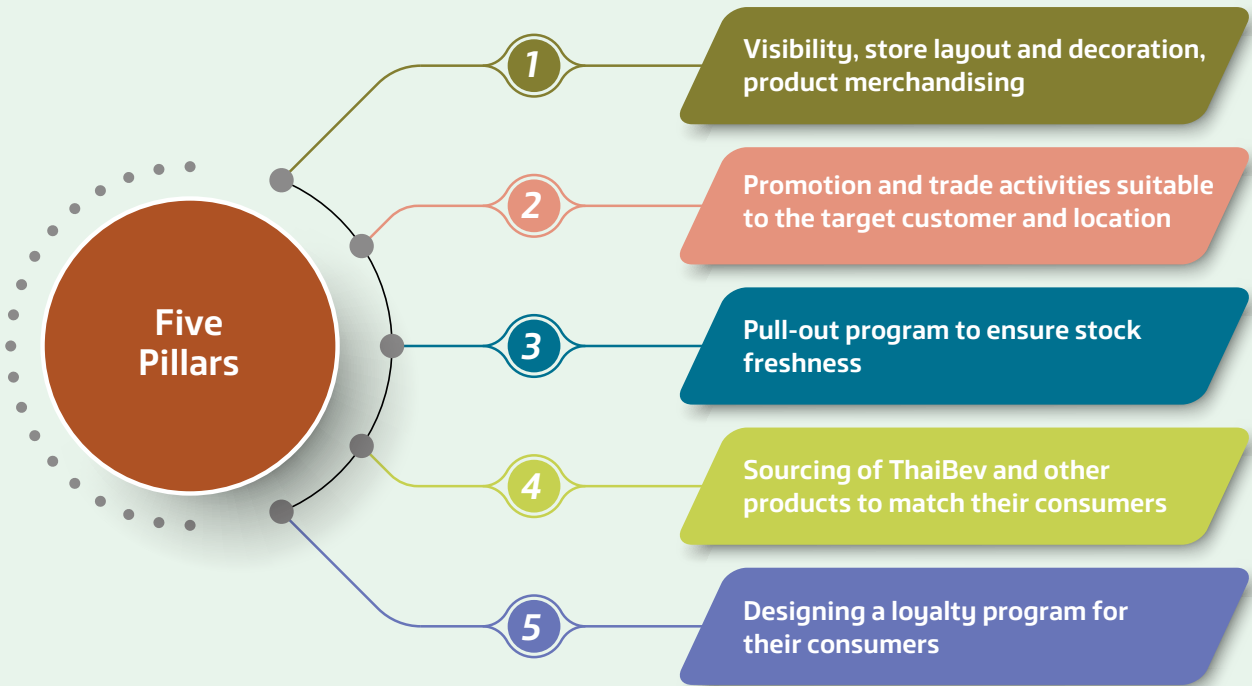 Five
Pillars
1
Visibility, store layout and decoration,
product merchandising
2
Promotion and trade activities suitable
to the target customer and location
3
Pull-out program to ensure stock
freshness
4
Sourcing of ThaiBev and other
products to match their consumers
5
Designing a loyalty program for
their consumers